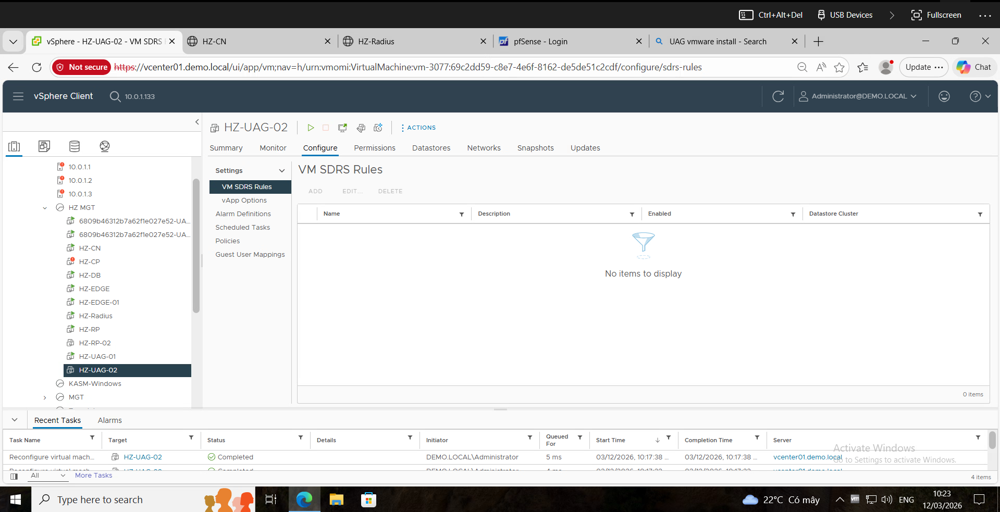 Ctrl+Alt+Del
USB Devices
Fullscreen
vSphere - HZ-UAG-02 - VM SDRS
HZ-CN
HZ-Radius
pfSense - Login
UAG vmware install - Search
Not secure
https://vcenter01.demo.local/ui/app/vm;nav=h/urn:vmomi:VirtualMachine:vm-3077:69c2dd59-c8e7-4e6f-8162-de5de51c2cdf/configure/sdrs-rules
Update
Chat
vSphere Client
10.0.1.133
Administrator@DEMO.LOCAL
10.0.1.1
10.0.1.2
10.0.1.3
HZ MGT
6809b46312b7a62f1e027e52-UA...
6809b46312b7a62f1e027e52-UA...
HZ-CN
HZ-CP
HZ-DB
HZ-EDGE
HZ-EDGE-01
HZ-Radius
HZ-RP
HZ-RP-02
HZ-UAG-01
HZ-UAG-02
KASM-Windows
MGT
HZ-UAG-02
ACTIONS
Summary
Monitor
Configure
Permissions
Datastores
Networks
Snapshots
Updates
Settings
VM SDRS Rules
vApp Options
Alarm Definitions
Scheduled Tasks
Policies
Guest User Mappings
VM SDRS Rules
ADD
EDIT...
DELETE
Name
Description
Enabled
Datastore Cluster
No items to display
0 items
Recent Tasks
Alarms
Task Name
Target
Status
Details
Initiator
Queued For
Start Time
Completion Time
Server
Reconfigure virtual mach...
HZ-UAG-02
Completed
DEMO.LOCAL\Administrator
5 ms
03/12/2026, 10:17:38 ...
03/12/2026, 10:17:38 ...
vcenter01.demo.local
Activate Windows
Go to Settings to activate Windows.
All
More Tasks
4 items
Type here to search
22°C Có mây
ENG
10:23
12/03/2026